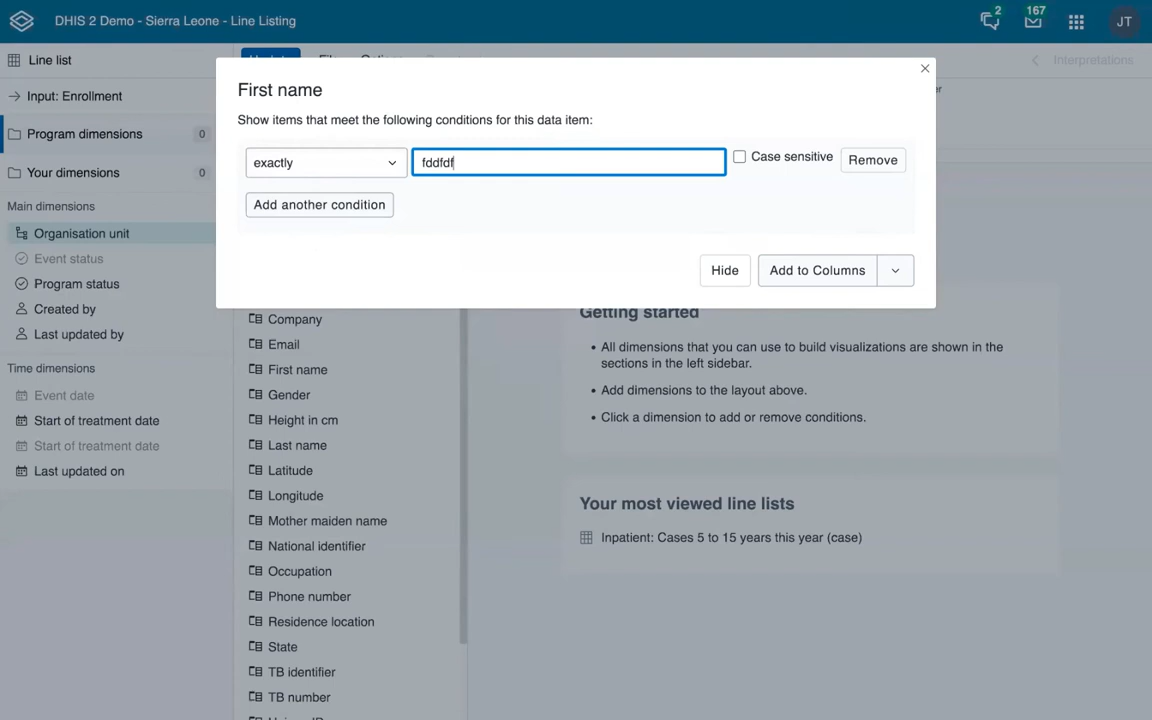 DHIS 2 Demo - Sierra Leone - Line Listing
2
167
JT
Line list
Interpretations
Input: Enrollment
Program dimensions 0
Your dimensions 0
Main dimensions
Organisation unit
Event status
Program status
Created by
Last updated by
Time dimensions
Event date
Start of treatment date
Start of treatment date
Last updated on
First name
Show items that meet the following conditions for this data item:
exactly
fddfdf
Case sensitive
Remove
Add another condition
Hide
Add to Columns
Company
Email
First name
Gender
Height in cm
Last name
Latitude
Longitude
Mother maiden name
National identifier
Occupation
Phone number
Residence location
State
TB identifier
TB number
Getting started
• All dimensions that you can use to build visualizations are shown in the
sections in the left sidebar.
• Add dimensions to the layout above.
• Click a dimension to add or remove conditions.
Your most viewed line lists
Inpatient: Cases 5 to 15 years this year (case)